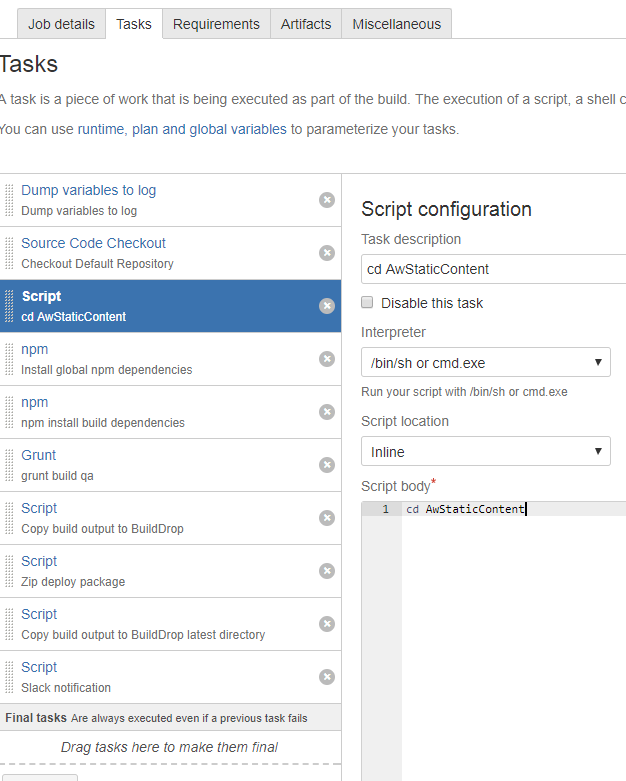 Job details
Tasks
Requirements
Artifacts
Miscellaneous
Tasks
A task is a piece of work that is being executed as part of the build. The execution of a script, a shell c
You can use runtime, plan and global variables to parameterize your tasks.
Dump variables to log
Dump variables to log
Source Code Checkout
Checkout Default Repository
Script
cd AwStaticContent
npm
Install global npm dependencies
npm
npm install build dependencies
Grunt
grunt build qa
Script
Copy build output to BuildDrop
Script
Zip deploy package
Script
Copy build output to BuildDrop latest directory
Script
Slack notification
Final tasks Are always executed even if a previous task fails
Drag tasks here to make them final
Script configuration
Task description
cd AwStaticContent
Disable this task
Interpreter
/bin/sh or cmd.exe
Run your script with /bin/sh or cmd.exe
Script location
Inline
Script body*
1 cd AwStaticContent